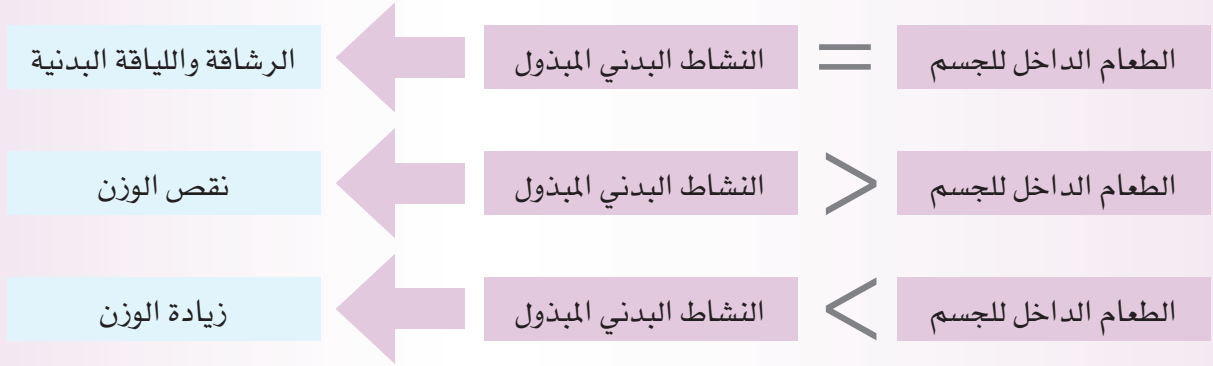 الطعام الداخل للجسم = النشاط البدني المبذول الرشاقة واللياقة البدنية
الطعام الداخل للجسم > النشاط البدني المبذول نقص الوزن
الطعام الداخل للجسم < النشاط البدني المبذول زيادة الوزن